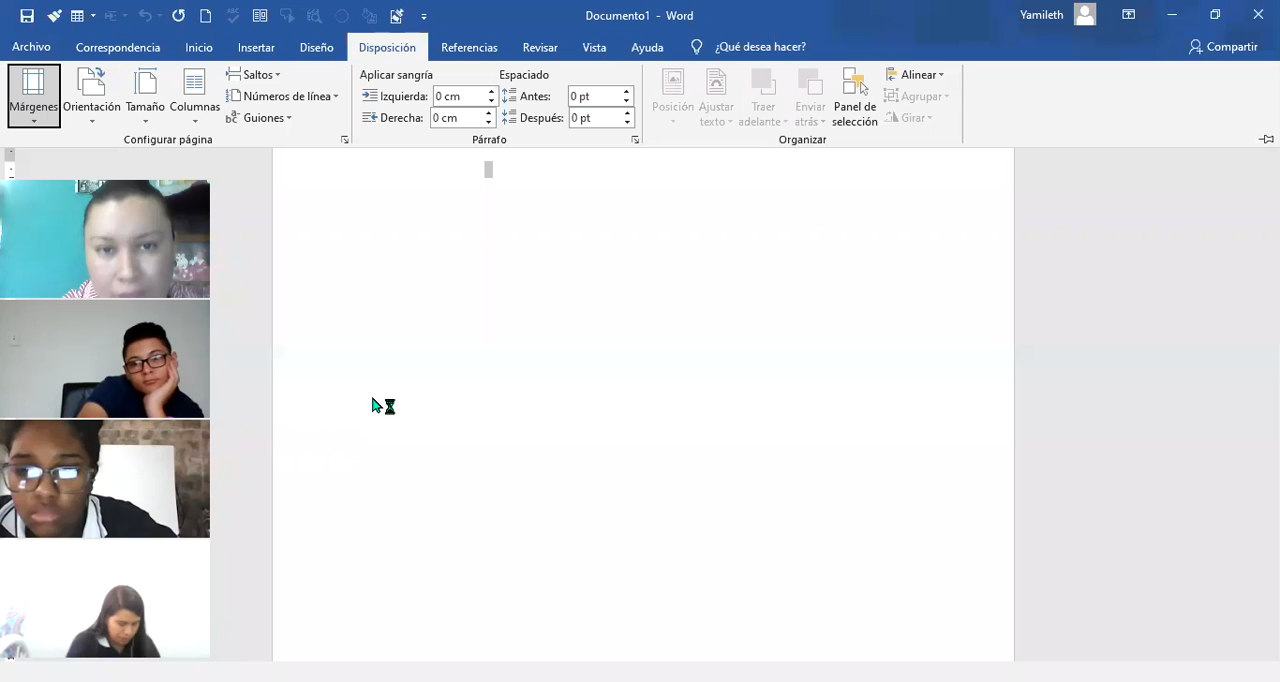 Documento1 - Word
Yamileth
Archivo
Correspondencia
Inicio
Insertar
Diseño
Disposición
Referencias
Revisar
Vista
Ayuda
¿Qué desea hacer?
Compartir
Márgenes
Orientación
Tamaño
Columnas
Saltos
Números de línea
Guiones
Configurar página
Aplicar sangría
Izquierda: 0 cm
Derecha: 0 cm
Espaciado
Antes: 0 pt
Después: 0 pt
Párrafo
Posición
Ajustar
texto
Traer
adelante
Enviar
atrás
Panel de
selección
Alinear
Agrupar
Girar
Organizar